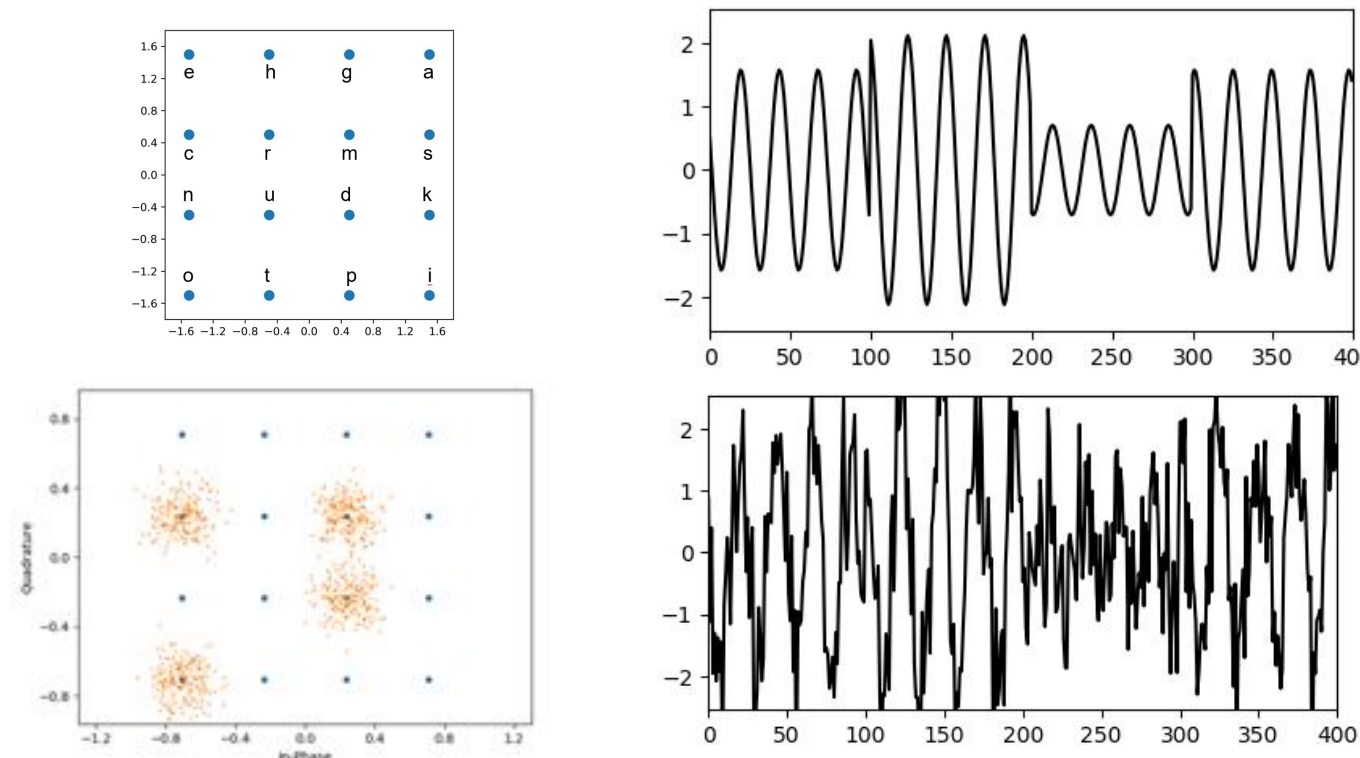 1.6
1.2
0.8
0.4
0.0
−0.4
−0.8
−1.2
−1.6
e h g a
c r m s
n u d k
o t p i
−1.6 −1.2 −0.8 −0.4 0.0 0.4 0.8 1.2 1.6
2
1
0
−1
−2
0 50 100 150 200 250 300 350 40
0.8
0.4
0.0
−0.4
−0.8
Quadrature
−1.2 −0.8 −0.4 0.0 0.4 0.8 1.2
In-Phase
2
1
0
−1
−2
0 50 100 150 200 250 300 350 400